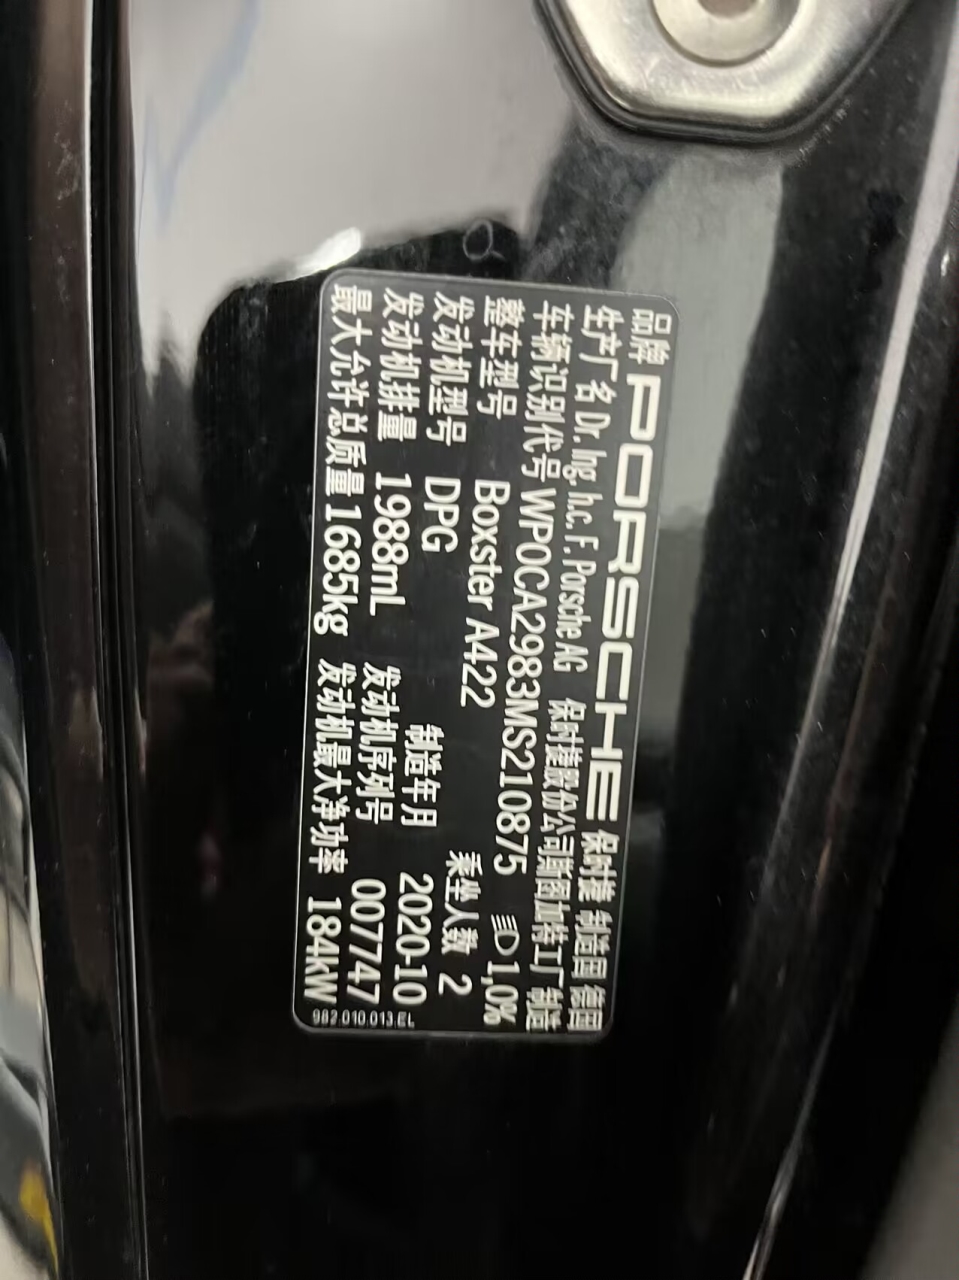 品牌 PORSCHE 保时捷 制造国 德国
生产厂名 Dr. Ing. h.c. F. Porsche AG 保时捷股份公司斯图加特工厂制造
车辆识别代号 WP0CA2983MS210875 1,0%
整车型号 Boxster A422 乘坐人数 2
发动机型号 DPG 制造年月 2020-10
发动机排量 1988mL 发动机序列号 007747
最大允许总质量 1685kg 发动机最大净功率 184kW
982.010.013.EL